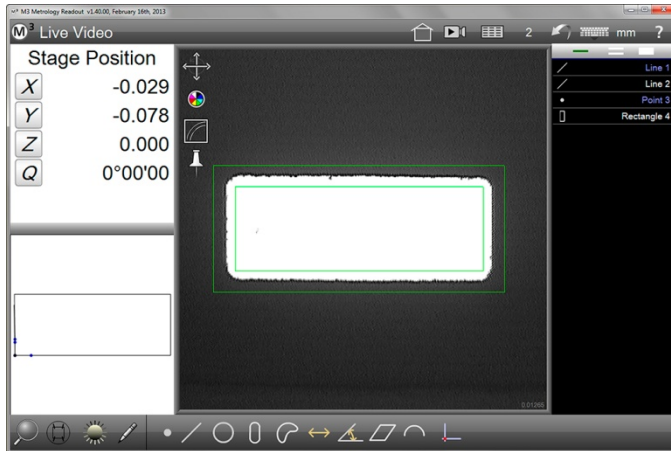 M³ M3 Metrology Readout v1.40.00, February 16th, 2013
M³ Live Video
2
mm
?
Stage Position
X -0.029
Y -0.078
Z 0.000
Q 0°00'00
Line 1
Line 2
Point 3
Rectangle 4
0.01266